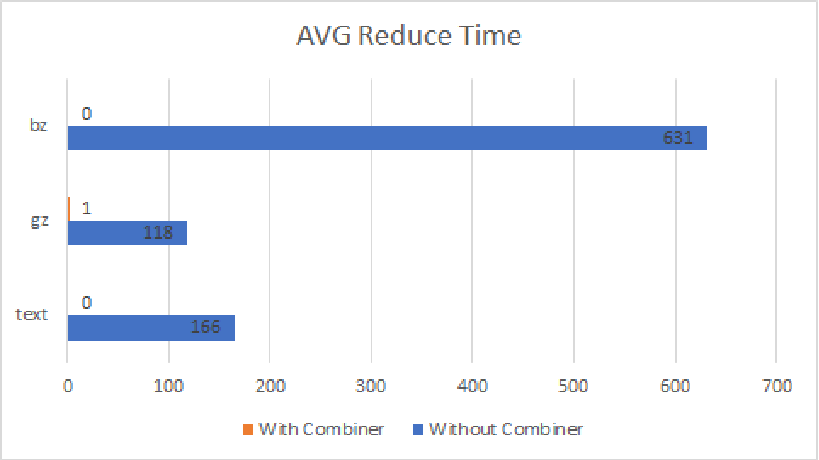 AVG Reduce Time
bz
0
631
gz
1
118
text
0
166
0 100 200 300 400 500 600 700
With Combiner Without Combiner